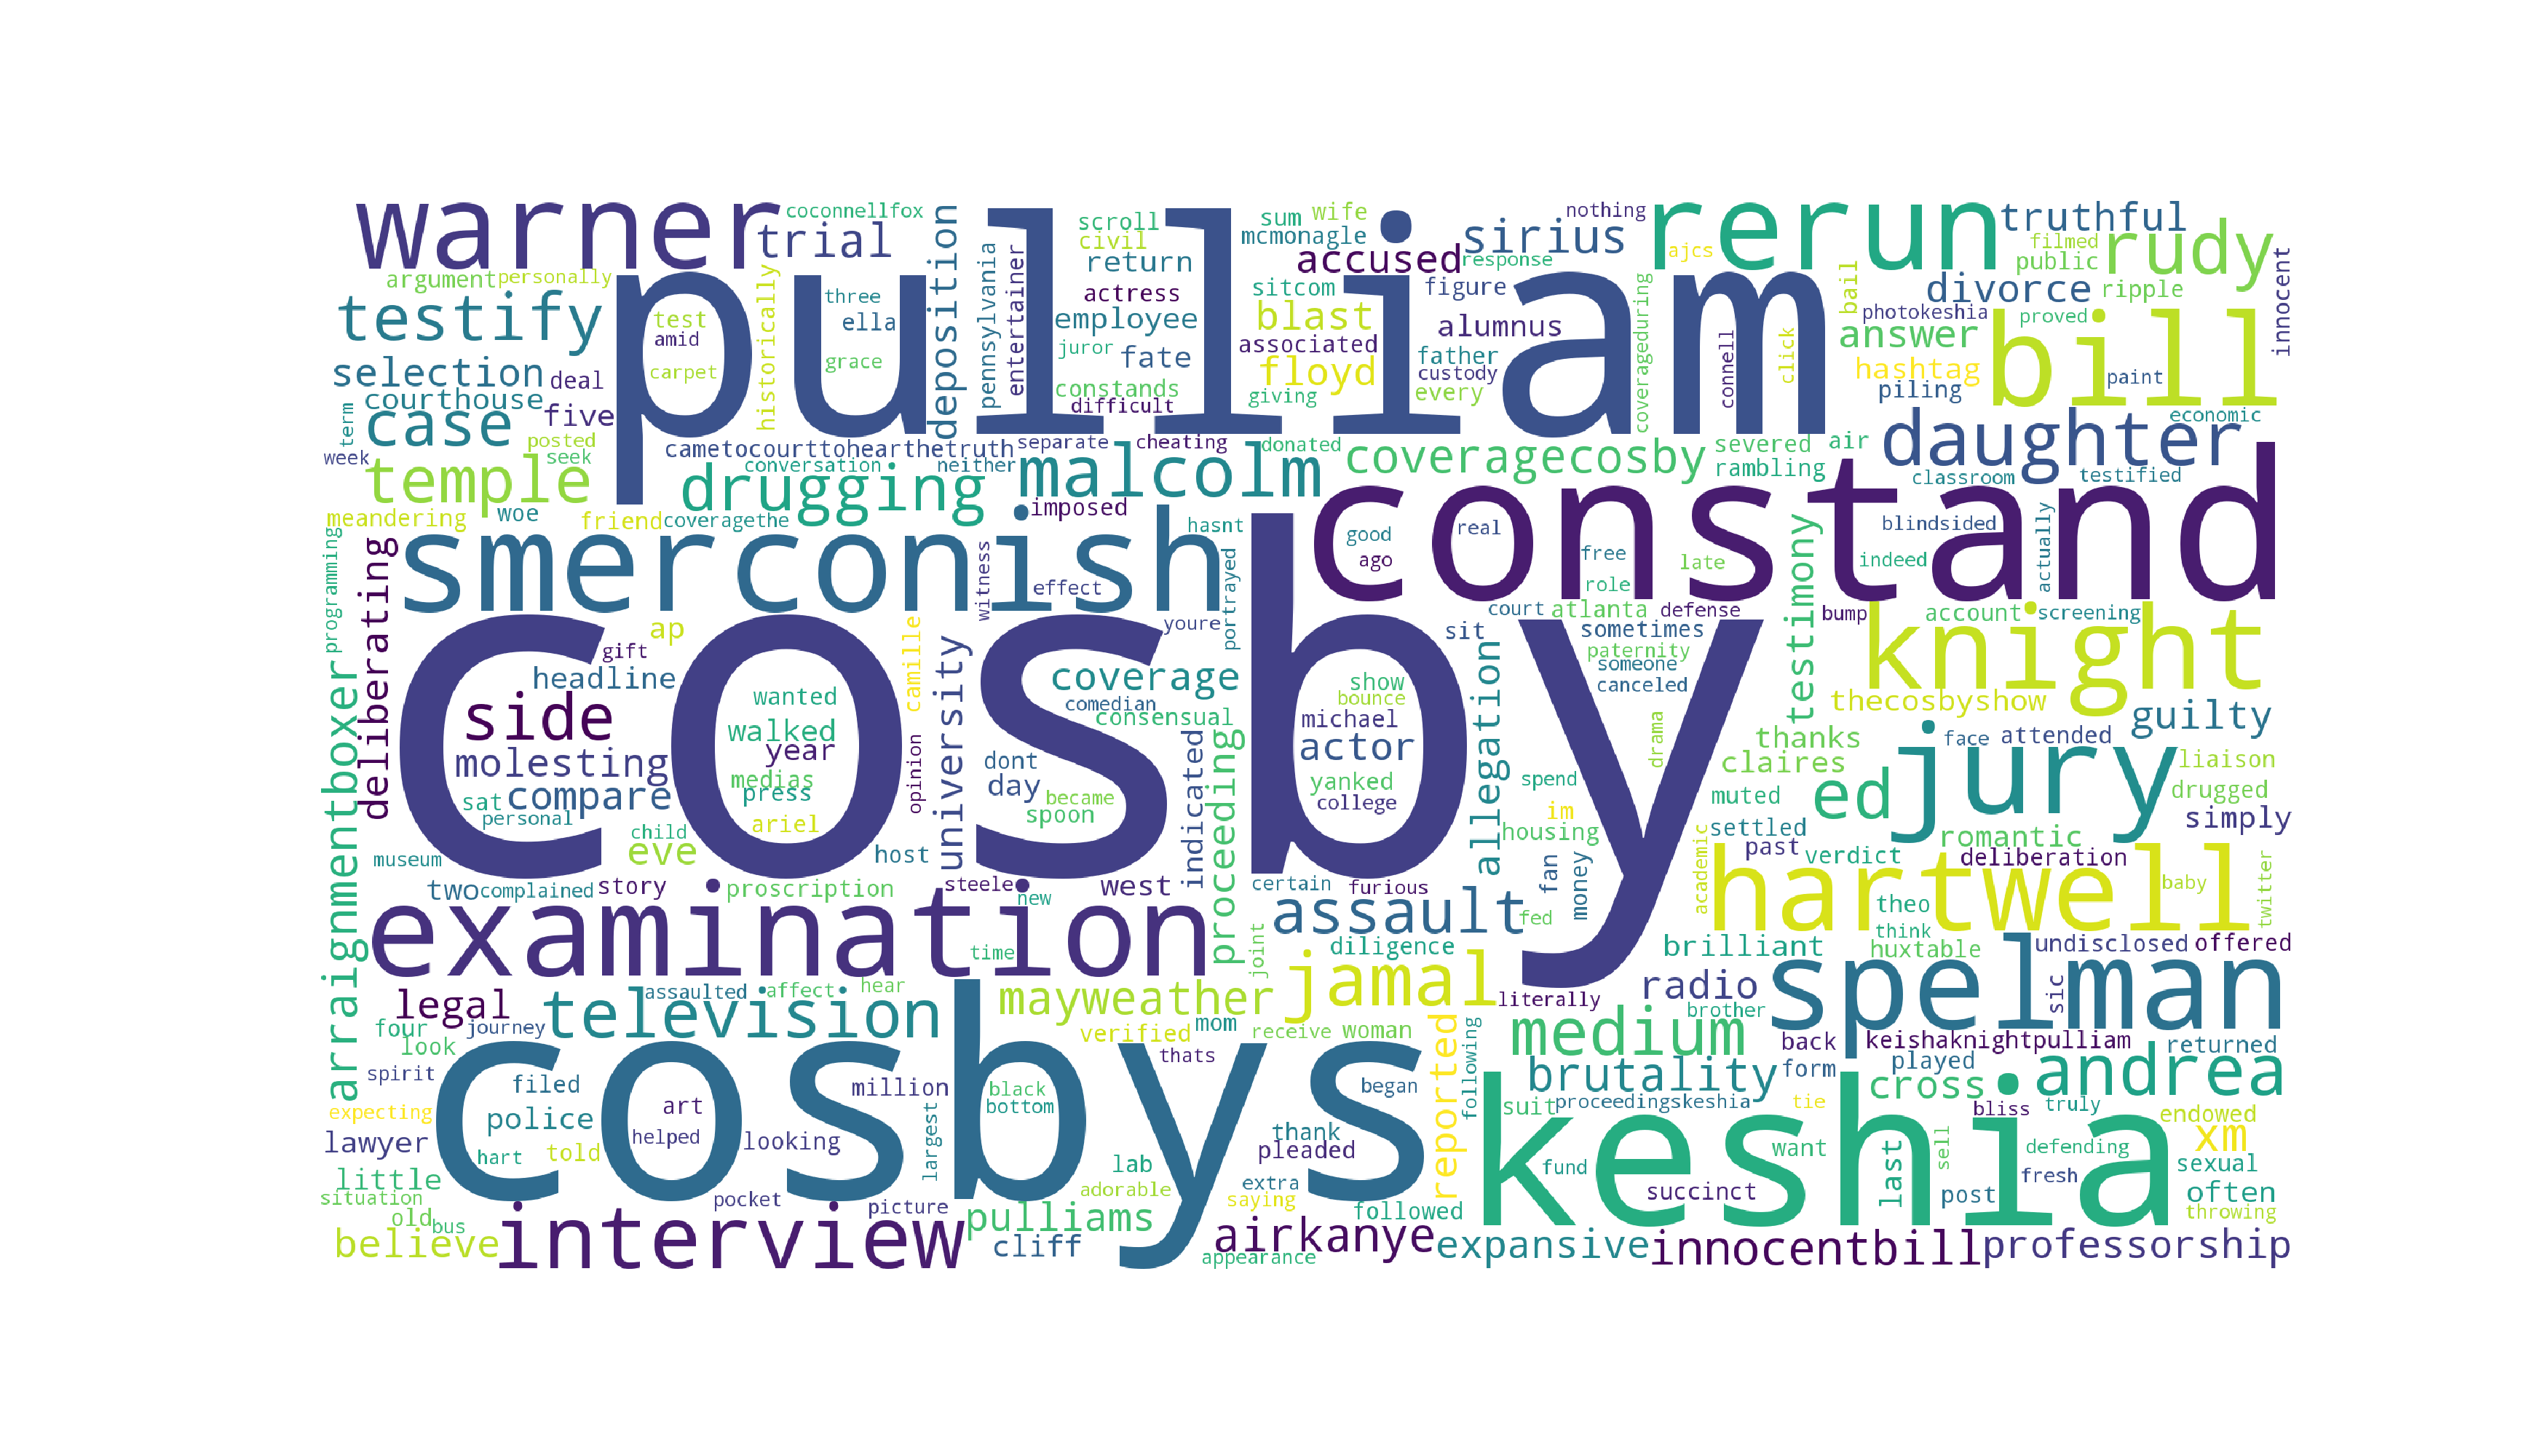 warner
trial
coconnellfox
deposition
pulliam
scroll
civil
return
actress
employee
sum
wife
mcmonagle
accused
response
sirius
nothing
rerun
ajcs
truthful
filmed
public
rudy
argument
personally
testify
historically
three
ella
test
amid
carpet
grace
pennsylvania
entertainer
juror
fate
constands
difficult
sitcom
blast
associated
floyd
giving
figure
alumnus
father
custody
every
coverageduring
connell
click
bail
divorce
ripple
photokeshia
proved
answer
hashtag
piling
bill
paint
innocent
economic
selection
deal
courthouse
five
case
term
week
posted
seek
temple
cametocourttohearthetruth
separate
cheating
donated
conversation
neither
drugging
malcolm
coveragecosby
severed
air
rambling
daughter
classroom
testified
meandering
woe
friend
coveragethe
imposed
hasnt
constand
good
ago
real
free
role
late
testimony
blindsided
indeed
actually
programming
deliberating
smerconish
witness
effect
portrayed
youre
cosby
court
atlanta
defense
sit
sometimes
paternity
someone
canceled
bump
account
screening
knight
thecosbyshow
guilty
ap
gift
headline
camille
university
coverage
show
bounce
comedian
consensual
michael
actor
allegation
drama
side
wanted
walked
year
molesting
medias
press
compare
sat
personal
ariel
opinion
dont
day
became
spoon
indicated
proceeding
yanked
college
spend
im
housing
thanks
claires
muted
settled
past
face
attended
jury
liaison
drugged
simply
ed
romantic
verdict
deliberation
arraignmentboxer
child
eve
museum
host
two
complained
story
proscription
steele
new
west
certain
furious
fan
money
academic
hartwell
baby
twitter
examination
time
joint
assault
fed
diligence
brilliant
theo
think
huxtable
undisclosed
offered
legal
television
assaulted
affect
hear
mayweather
jamal
literally
radio
brother
spelman
sic
four
journey
look
spirit
verified
mom
receive
woman
thats
reported
following
medium
back
keishaknightpulliam
played
returned
cosbys
filed
art
million
black
bottom
began
brutality
form
cross
andrea
expecting
police
helped
looking
largest
suit
proceedingskeshia
tie
bliss
truly
endowed
xm
lawyer
hart
told
thank
pleaded
keshia
want
fund
sell
defending
sexual
little
situation
pocket
lab
adorable
extra
saying
succinct
last
post
fresh
often
throwing
old
bus
picture
followed
believe
interview
pulliams
cliff
appearance
airkanye
expansive
innocentbill
professorship